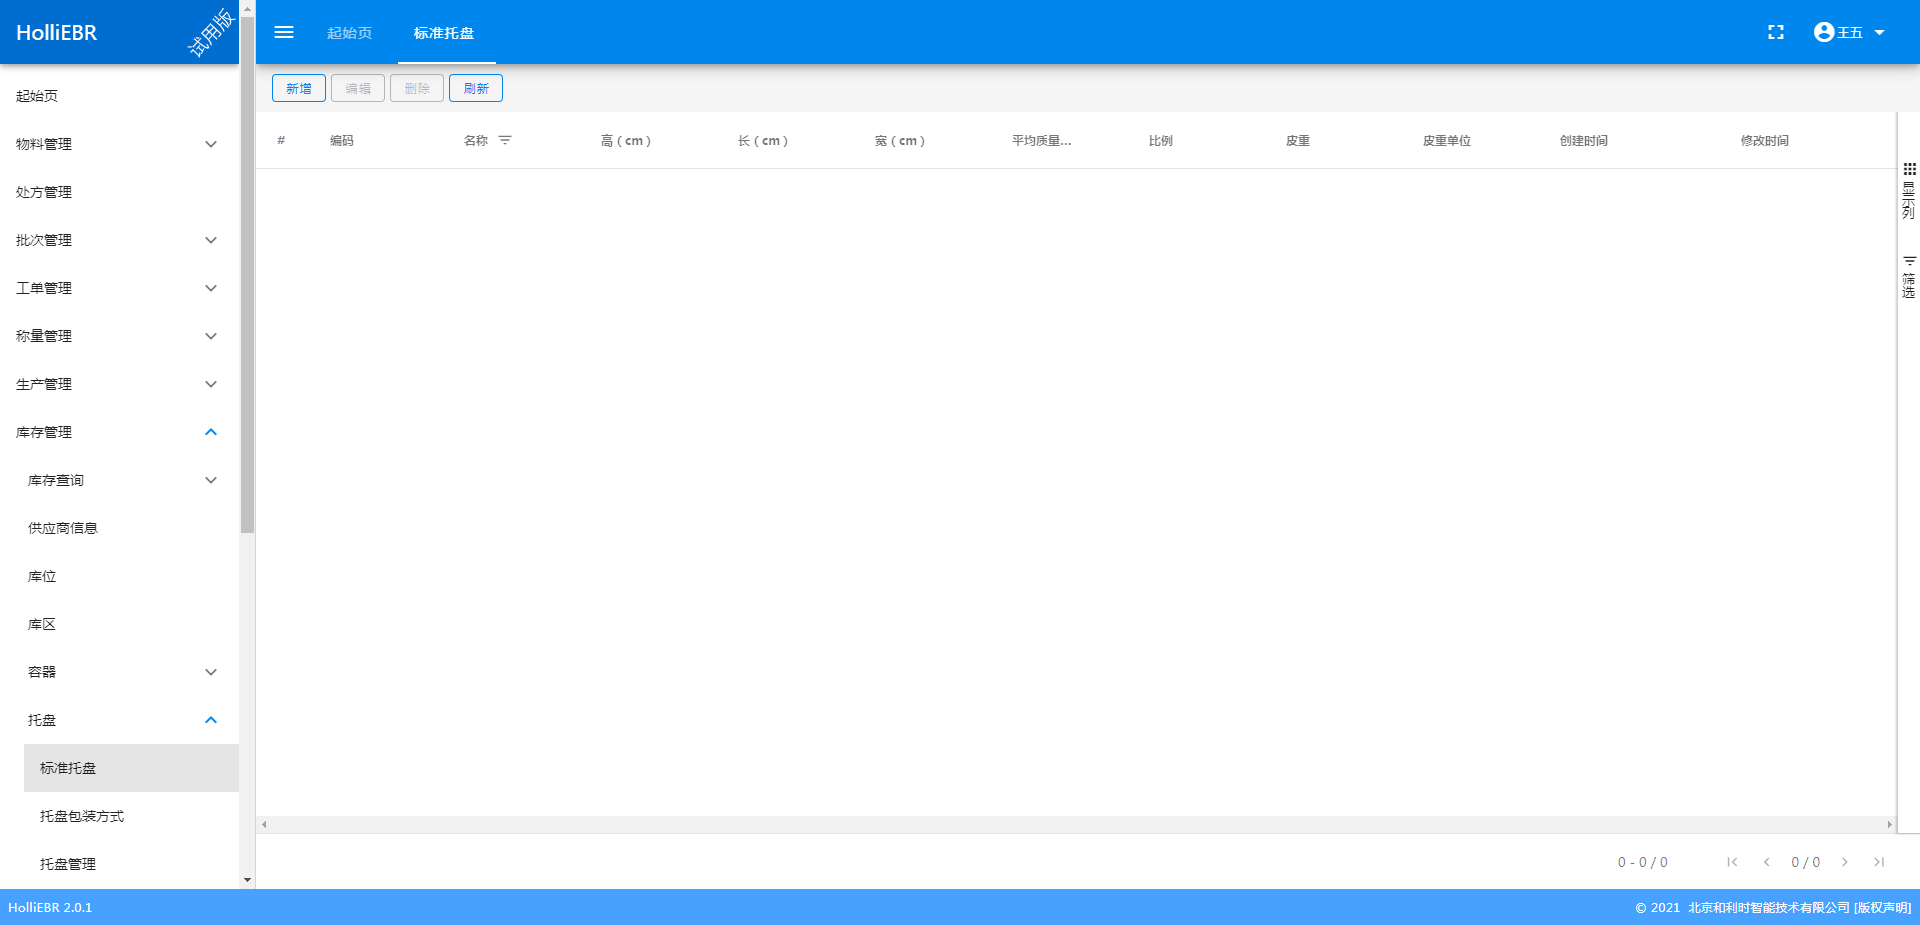 HolliEBR
试用版
起始页
标准托盘
王五
起始页
物料管理
处方管理
批次管理
工单管理
称量管理
生产管理
库存管理
库存查询
供应商信息
库位
库区
容器
托盘
标准托盘
托盘包装方式
托盘管理
新增
编辑
删除
刷新
# 编码 名称 高（cm） 长（cm） 宽（cm） 平均质量... 比例 皮重 皮重单位 创建时间 修改时间
显示列
筛选
0 - 0 / 0
0 / 0
HolliEBR 2.0.1
© 2021 北京和利时智能技术有限公司 [版权声明]